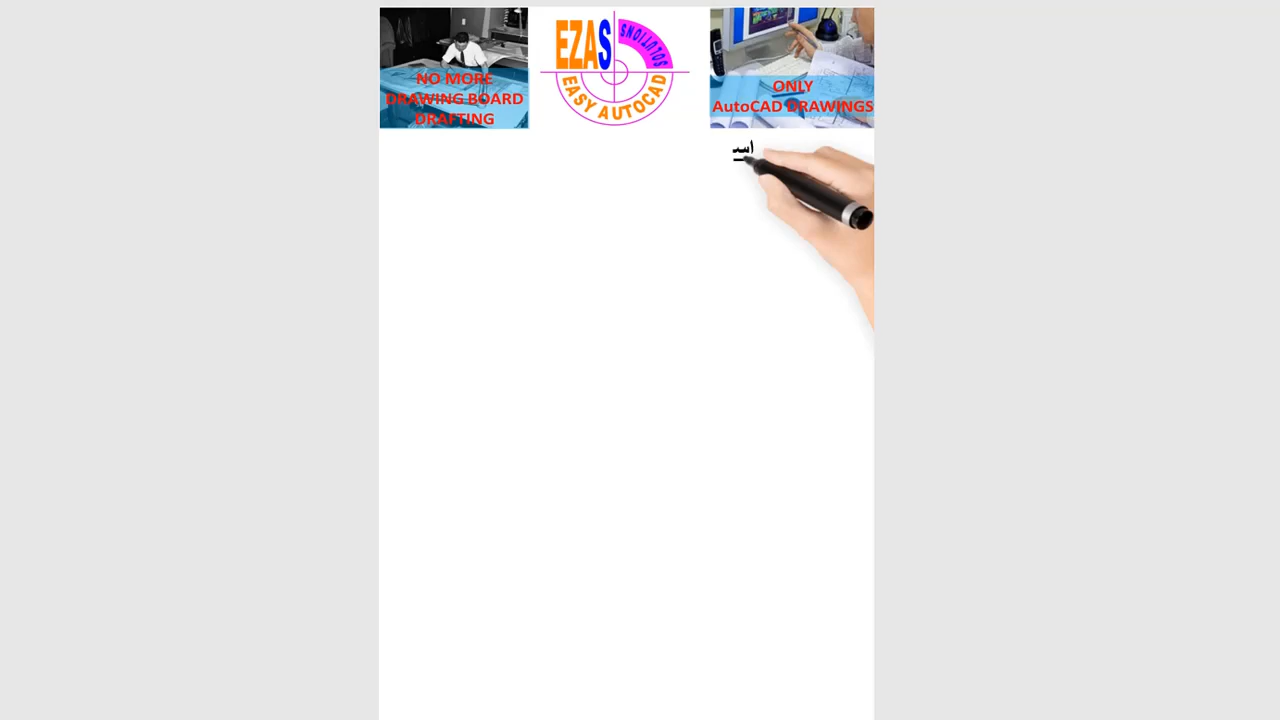 NO MORE
DRAWING BOARD
DRAFTING
EZAS
SOLUTIONS
EASY AUTOCAD
ONLY
AutoCAD DRAWINGS